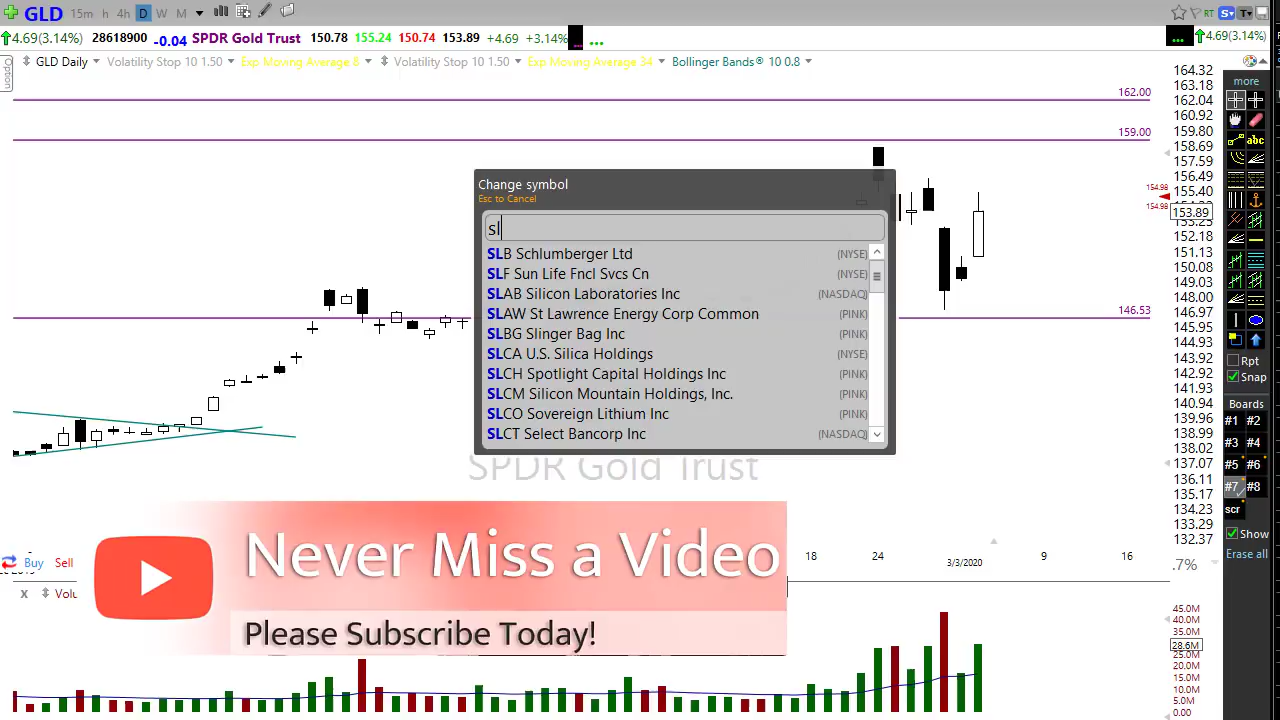 GLD 15m h 4h D W M RT S T
4.69(3.14%) 28618900 -0.04 SPDR Gold Trust 150.78 155.24 150.74 153.89 +4.69 +3.14% ... ... 4.69(3.14%)
Option
GLD Daily Volatility Stop 10 1.50 Exp Moving Average 8 Volatility Stop 10 1.50 Exp Moving Average 34 Bollinger Bands® 10 0.8
more
162.00
159.00
146.53
164.32
163.18
162.04
160.92
159.80
158.69
157.59
156.49
154.98
155.40
154.98
153.89
152.18
151.13
150.08
149.03
148.00
146.97
145.95
144.93
143.92
142.92
141.93
140.94
139.96
138.99
138.02
137.07
136.11
135.17
134.23
133.29
132.37
Change symbol
Esc to Cancel
sl
SLB Schlumberger Ltd (NYSE)
SLF Sun Life Fncl Svcs Cn (NYSE)
SLAB Silicon Laboratories Inc (NASDAQ)
SLAW St Lawrence Energy Corp Common (PINK)
SLBG Slinger Bag Inc (PINK)
SLCA U.S. Silica Holdings (NYSE)
SLCH Spotlight Capital Holdings Inc (PINK)
SLCM Silicon Mountain Holdings, Inc. (PINK)
SLCO Sovereign Lithium Inc (PINK)
SLCT Select Bancorp Inc (NASDAQ)
SPDR Gold Trust
abc
Rpt
Snap
Boards
#1 #2
#3 #4
#5 #6
#7 #8
scr
Show
Erase all
Never Miss a Video
Please Subscribe Today!
Buy Sell
18 24 3/3/2020 9 16
.7%
X Volu
45.0M
40.0M
35.0M
28.6M
25.0M
20.0M
15.0M
10.0M
5.00M
0.00